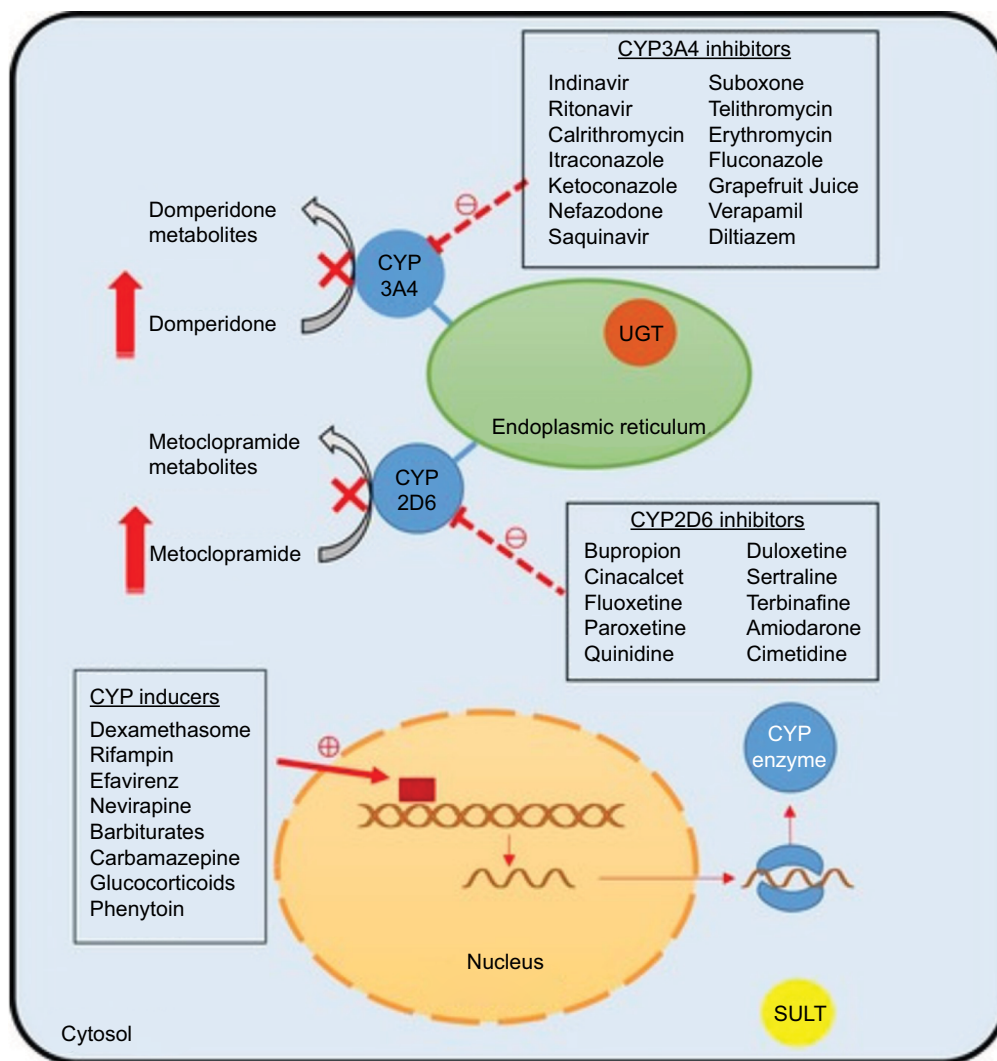 CYP3A4 inhibitors
Indinavir Suboxone
Ritonavir Telithromycin
Calrithromycin Erythromycin
Itraconazole Fluconazole
Ketoconazole Grapefruit Juice
Nefazodone Verapamil
Saquinavir Diltiazem
⊖
Domperidone
metabolites
CYP
3A4
Domperidone
UGT
Endoplasmic reticulum
Metoclopramide
metabolites
CYP
2D6
Metoclopramide
⊖
CYP2D6 inhibitors
Bupropion Duloxetine
Cinacalcet Sertraline
Fluoxetine Terbinafine
Paroxetine Amiodarone
Quinidine Cimetidine
CYP inducers
Dexamethasome
Rifampin
Efavirenz
Nevirapine
Barbiturates
Carbamazepine
Glucocorticoids
Phenytoin
⊕
CYP
enzyme
Nucleus
SULT
Cytosol